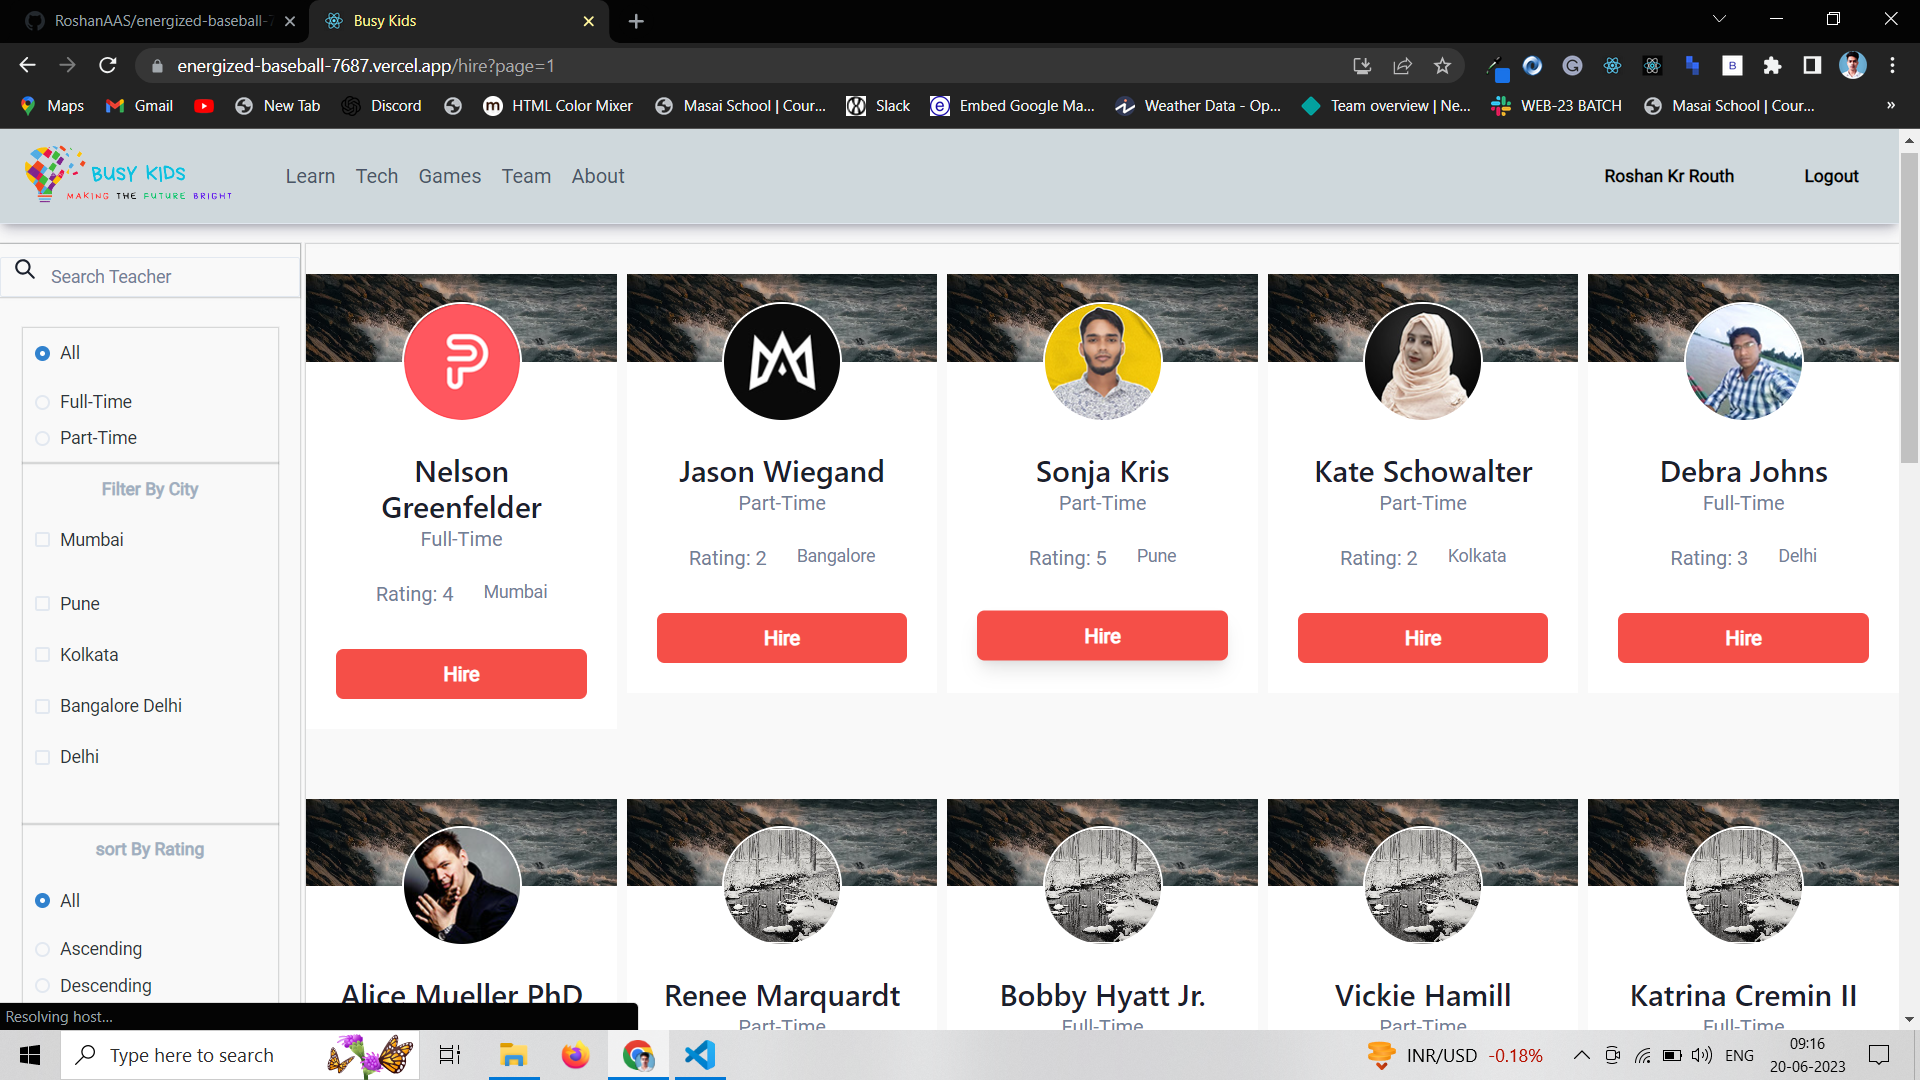 RoshanAAS/energized-baseball-7
Busy Kids
energized-baseball-7687.vercel.app/hire?page=1
Maps
Gmail
New Tab
Discord
HTML Color Mixer
Masai School | Cour...
Slack
Embed Google Ma...
Weather Data - Op...
Team overview | Ne...
WEB-23 BATCH
Masai School | Cour...
»
BUSY KIDS
MAKING THE FUTURE BRIGHT
Learn
Tech
Games
Team
About
Roshan Kr Routh
Logout
Search Teacher
All
Full-Time
Part-Time
Filter By City
Mumbai
Pune
Kolkata
Bangalore Delhi
Delhi
sort By Rating
All
Ascending
Descending
Nelson
Greenfelder
Full-Time
Rating: 4 Mumbai
Hire
Jason Wiegand
Part-Time
Rating: 2 Bangalore
Hire
Sonja Kris
Part-Time
Rating: 5 Pune
Hire
Kate Schowalter
Part-Time
Rating: 2 Kolkata
Hire
Debra Johns
Full-Time
Rating: 3 Delhi
Hire
Alice Mueller PhD
Renee Marquardt
Part-Time
Bobby Hyatt Jr.
Full-Time
Vickie Hamill
Part-Time
Katrina Cremin II
Full-Time
Resolving host...
Type here to search
INR/USD -0.18%
ENG
09:16
20-06-2023